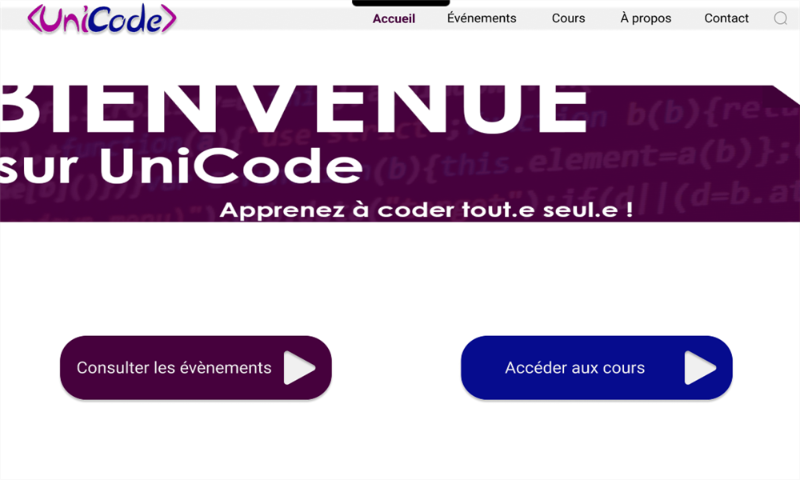 <UniCode>
Accueil Événements Cours À propos Contact
BIENVENUE
sur UniCode
Apprenez à coder tout.e seul.e !
Consulter les évènements
Accéder aux cours